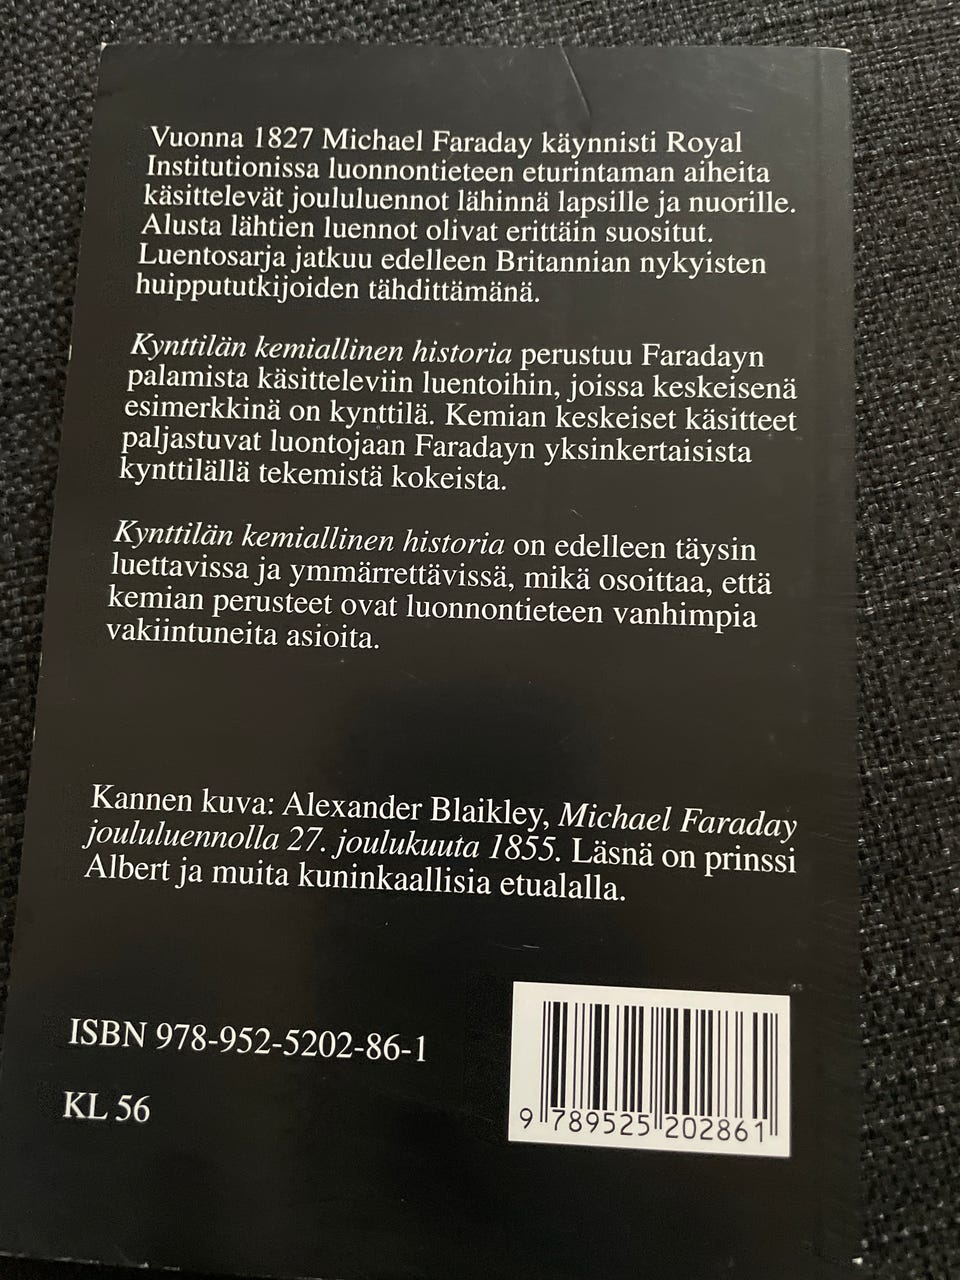 Vuonna 1827 Michael Faraday käynnisti Royal
Institutionissa luonnontieteen eturintaman aiheita
käsittelevät joululuennot lähinnä lapsille ja nuorille.
Alusta lähtien luennot olivat erittäin suositut.
Luentosarja jatkuu edelleen Britannian nykyisten
huippututkijoiden tähdittämänä.
Kynttilän kemiallinen historia perustuu Faradayn
palamista käsitteleviin luentoihin, joissa keskeisenä
esimerkkinä on kynttilä. Kemian keskeiset käsitteet
paljastuvat luontojaan Faradayn yksinkertaisista
kynttilällä tekemistä kokeista.
Kynttilän kemiallinen historia on edelleen täysin
luettavissa ja ymmärrettävissä, mikä osoittaa, että
kemian perusteet ovat luonnontieteen vanhimpia
vakiintuneita asioita.
Kannen kuva: Alexander Blaikley, Michael Faraday
joululuennolla 27. joulukuuta 1855. Läsnä on prinssi
Albert ja muita kuninkaallisia etualalla.
ISBN 978-952-5202-86-1
KL 56
9 789525 202861